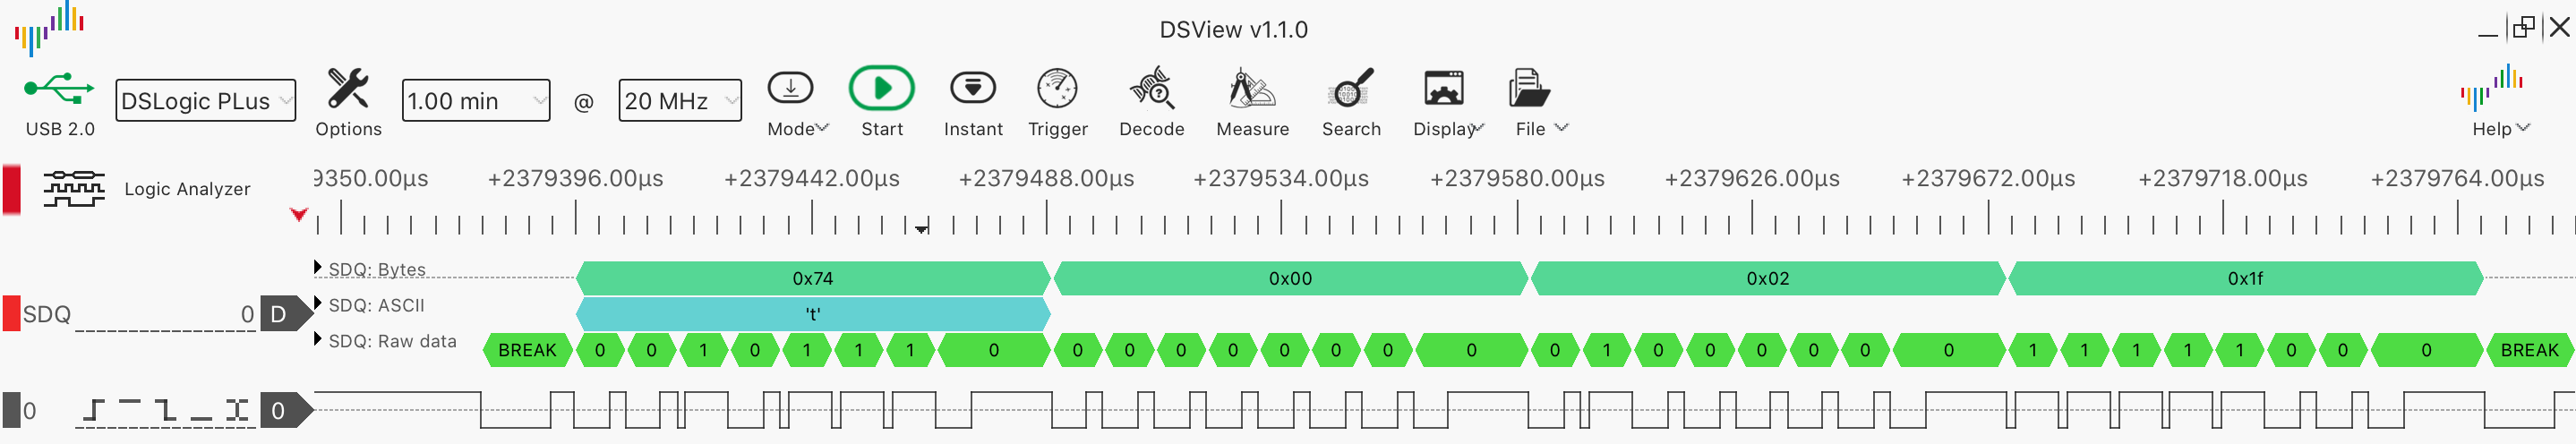 DSView v1.1.0
DSLogic PLus 1.00 min @ 20 MHz
USB 2.0 Options Mode Start Instant Trigger Decode Measure Search Display File Help
Logic Analyzer
9350.00µs +2379396.00µs +2379442.00µs +2379488.00µs +2379534.00µs +2379580.00µs +2379626.00µs +2379672.00µs +2379718.00µs +2379764.00µs
SDQ: Bytes 0x74 0x00 0x02 0x1f
SDQ 0 D SDQ: ASCII 't'
SDQ: Raw data BREAK 0 0 1 0 1 1 1 0 0 0 0 0 0 0 0 0 0 1 0 0 0 0 0 0 1 1 1 1 1 0 0 0 BREAK
0 0